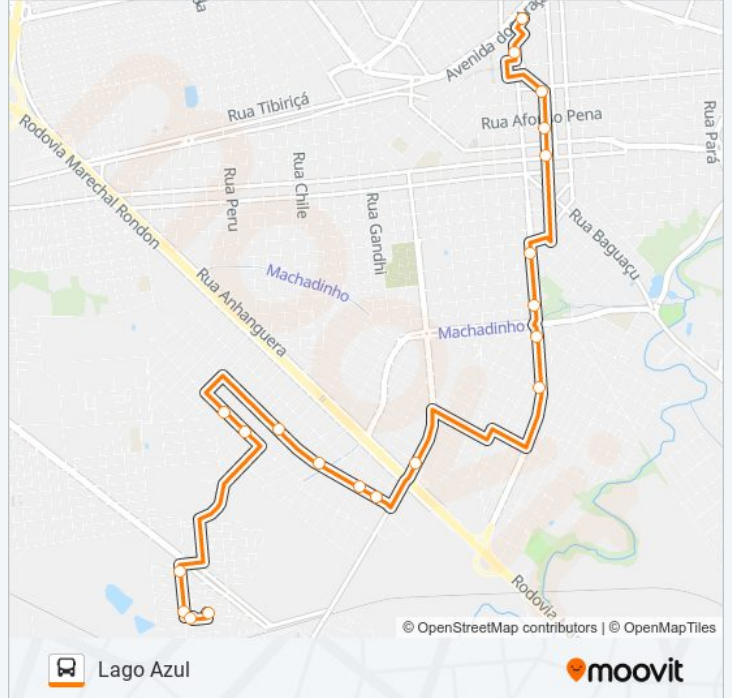 Avenida do
Rua Tibiriçá
Rua Afonso Pena
Rua Pará
Rodovia Marechal Rondon
Rua Peru
Rua Chile
Rua Gandhi
Rua Baguaçu
Machadinho
Rua Anhanguera
Machadinho
Rodovia
© OpenStreetMap contributors | © OpenMapTiles
Lago Azul
moovit